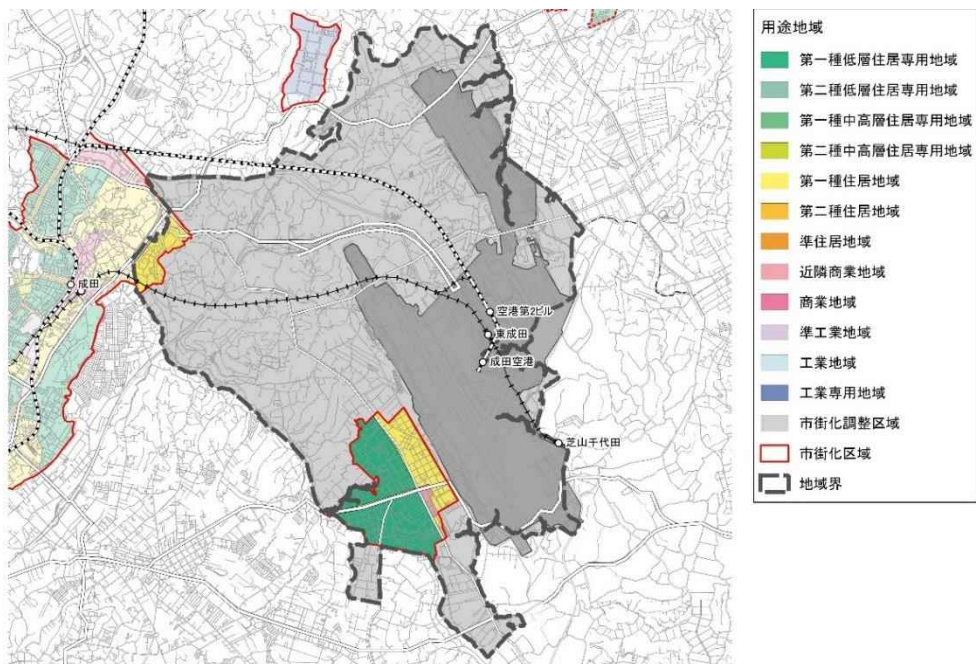 成田
空港第2ビル
東成田
成田空港
芝山千代田
用途地域
第一種低層住居専用地域
第二種低層住居専用地域
第一種中高層住居専用地域
第二種中高層住居専用地域
第一種住居地域
第二種住居地域
準住居地域
近隣商業地域
商業地域
準工業地域
工業地域
工業専用地域
市街化調整区域
市街化区域
地域界